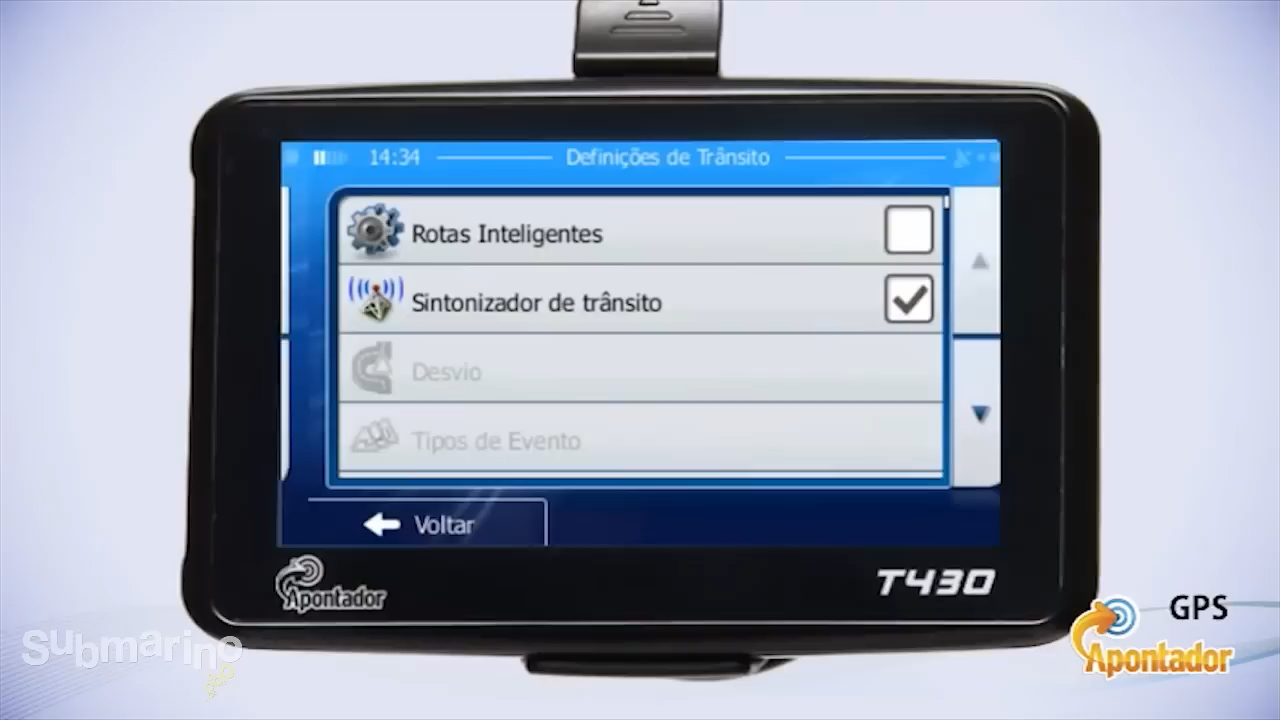 14:34 Definições de Trânsito
Rotas Inteligentes
Sintonizador de trânsito
Desvio
Tipos de Evento
Voltar
Apontador
T430
GPS
Apontador
Submarino